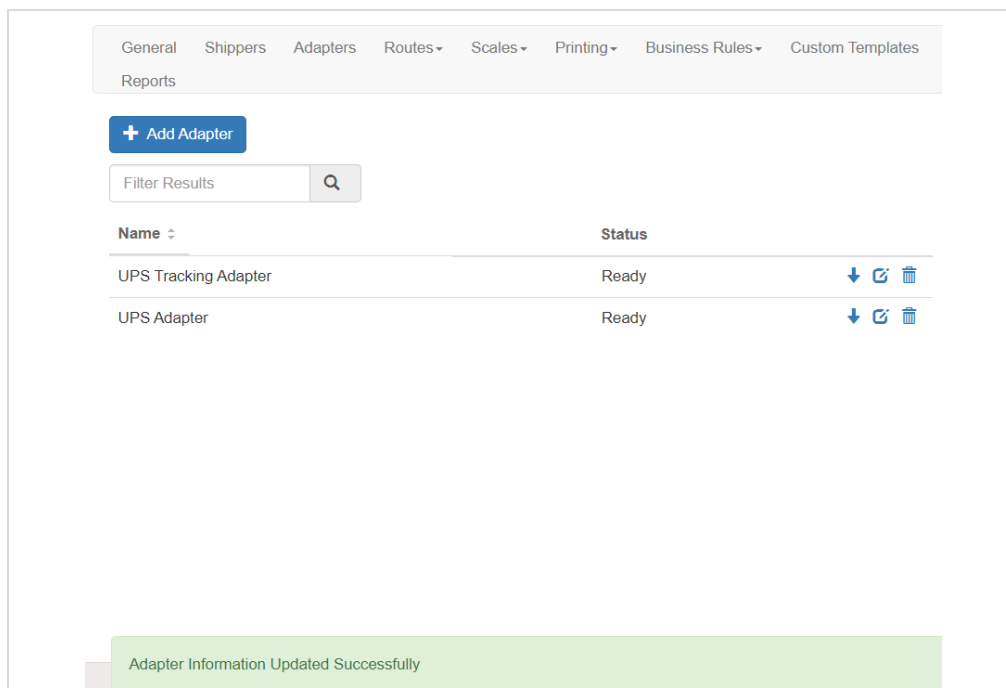 General Shippers Adapters Routes Scales Printing Business Rules Custom Templates
Reports
Add Adapter
Filter Results
Name Status
UPS Tracking Adapter Ready
UPS Adapter Ready
Adapter Information Updated Successfully